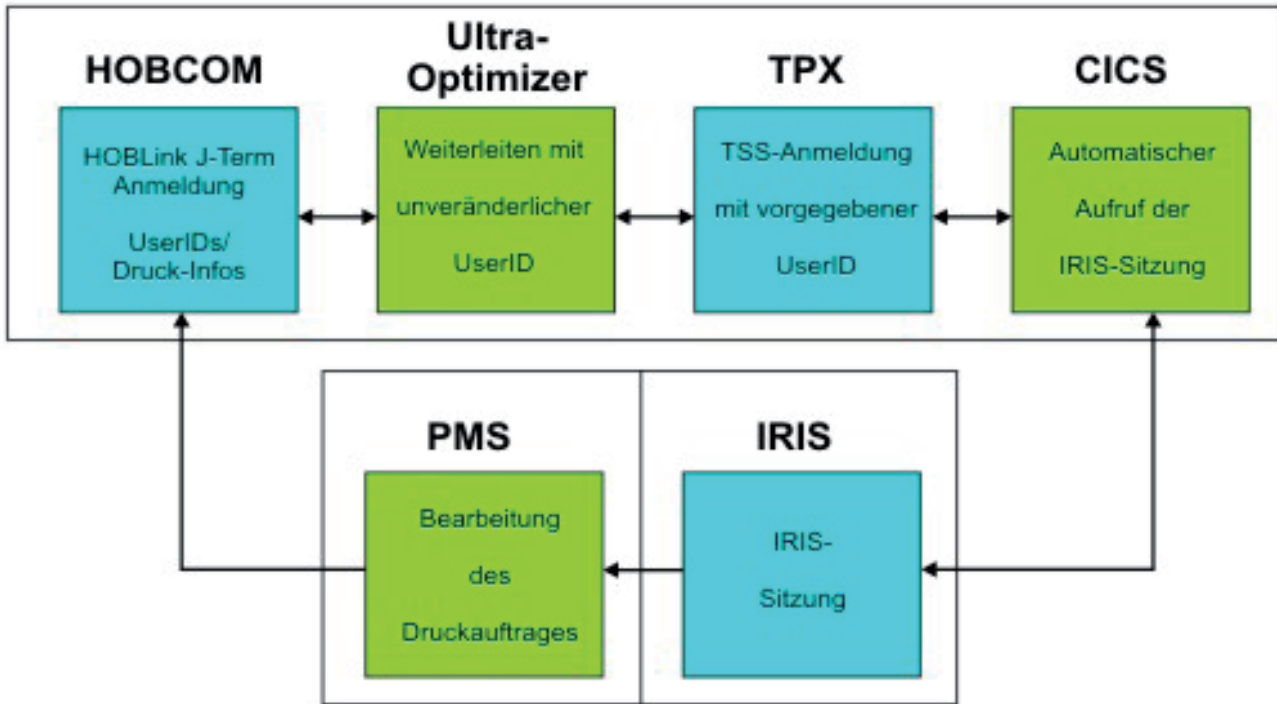 HOBCOM
HOBLink J-Term
Anmeldung
UserIDs/
Druck-Infos
Ultra-
Optimizer
Weiterleiten mit
unveränderlicher
UserID
TPX
TSS-Anmeldung
mit vorgegebener
UserID
CICS
Automatischer
Aufruf der
IRIS-Sitzung
PMS
Bearbeitung
des
Druckauftrages
IRIS
IRIS-
Sitzung